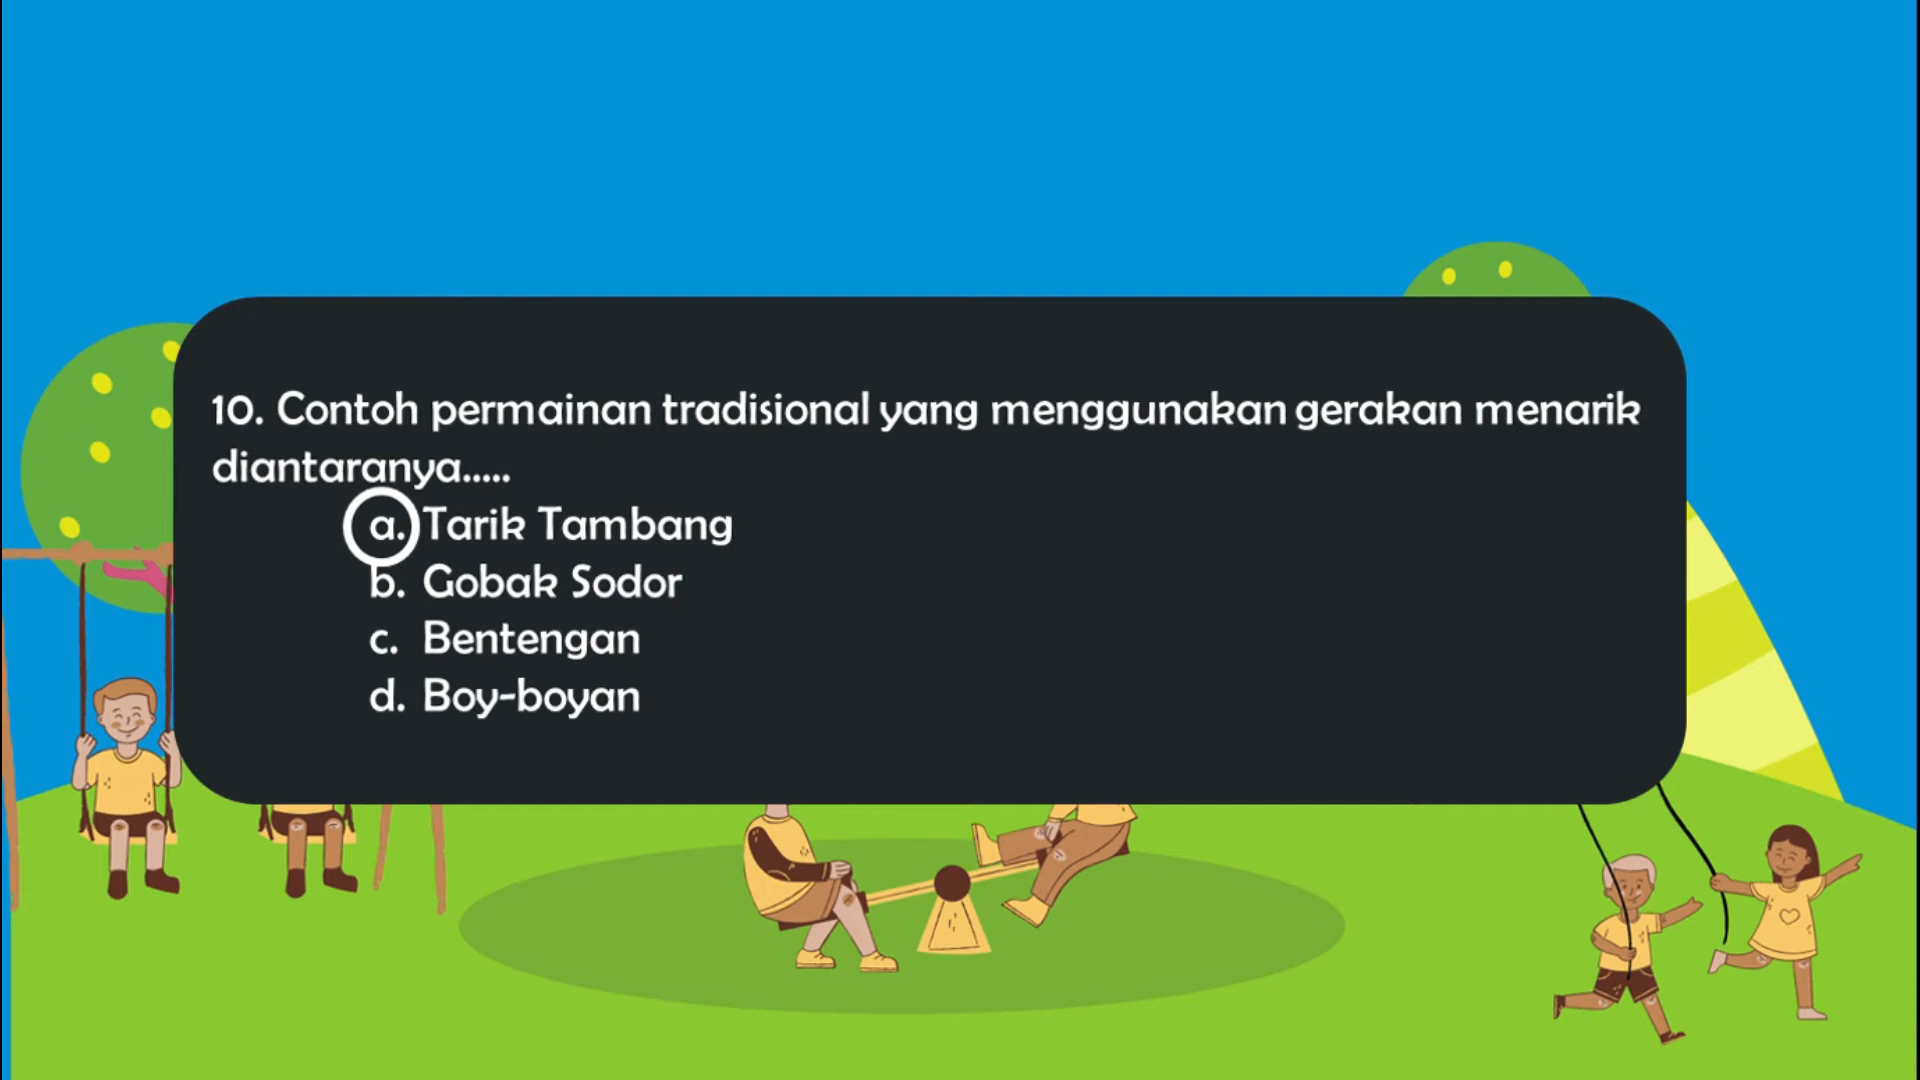 10. Contoh permainan tradisional yang menggunakan gerakan menarik
diantaranya.....
a. Tarik Tambang
b. Gobak Sodor
c. Bentengan
d. Boy-boyan